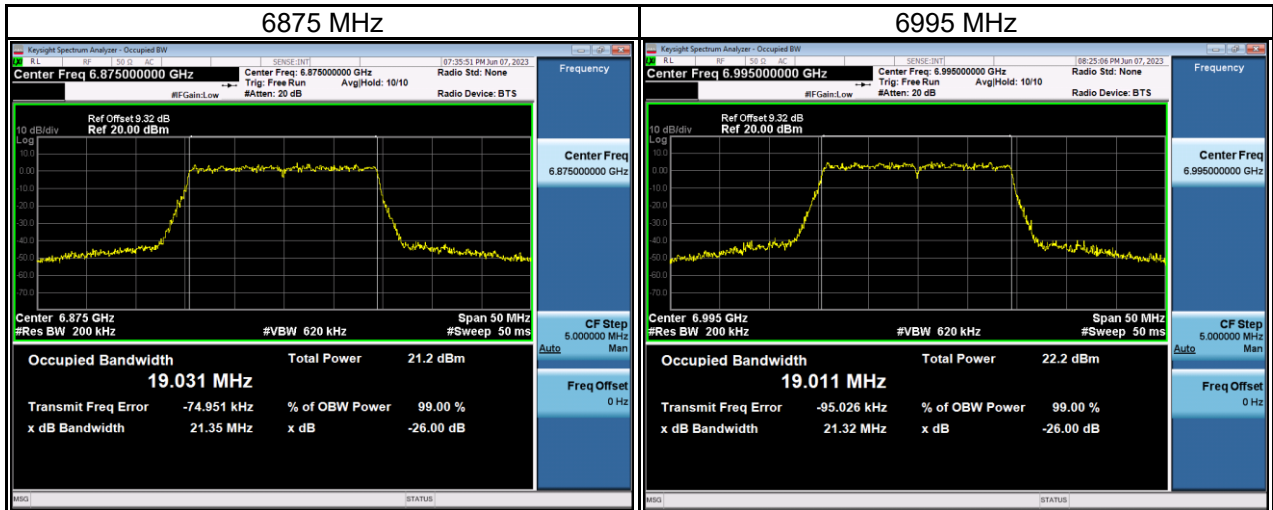 6875 MHz
Keysight Spectrum Analyzer - Occupied BW
RL RF 50 Ω AC SENSE:INT 07:35:51 PM Jun 07, 2023
Center Freq 6.875000000 GHz Center Freq: 6.875000000 GHz Radio Std: None Frequency
Trig: Free Run Avg|Hold: 10/10
#IFGain:Low #Atten: 20 dB Radio Device: BTS
Ref Offset 9.32 dB
10 dB/div Ref 20.00 dBm
Log
10.0
0.00
-10.0
-20.0
-30.0
-40.0
-50.0
-60.0
-70.0
Center Freq
6.875000000 GHz
Center 6.875 GHz Span 50 MHz
#Res BW 200 kHz #VBW 620 kHz #Sweep 50 ms
CF Step
5.000000 MHz
Auto Man
Occupied Bandwidth Total Power 21.2 dBm
19.031 MHz
Freq Offset
0 Hz
Transmit Freq Error -74.951 kHz % of OBW Power 99.00 %
x dB Bandwidth 21.35 MHz x dB -26.00 dB
MSG STATUS
6995 MHz
Keysight Spectrum Analyzer - Occupied BW
RL RF 50 Ω AC SENSE:INT 08:25:06 PM Jun 07, 2023
Center Freq 6.995000000 GHz Center Freq: 6.995000000 GHz Radio Std: None Frequency
Trig: Free Run Avg|Hold: 10/10
#IFGain:Low #Atten: 20 dB Radio Device: BTS
Ref Offset 9.32 dB
10 dB/div Ref 20.00 dBm
Log
10.0
0.00
-10.0
-20.0
-30.0
-40.0
-50.0
-60.0
-70.0
Center Freq
6.995000000 GHz
Center 6.995 GHz Span 50 MHz
#Res BW 200 kHz #VBW 620 kHz #Sweep 50 ms
CF Step
5.000000 MHz
Auto Man
Occupied Bandwidth Total Power 22.2 dBm
19.011 MHz
Freq Offset
0 Hz
Transmit Freq Error -95.026 kHz % of OBW Power 99.00 %
x dB Bandwidth 21.32 MHz x dB -26.00 dB
MSG STATUS